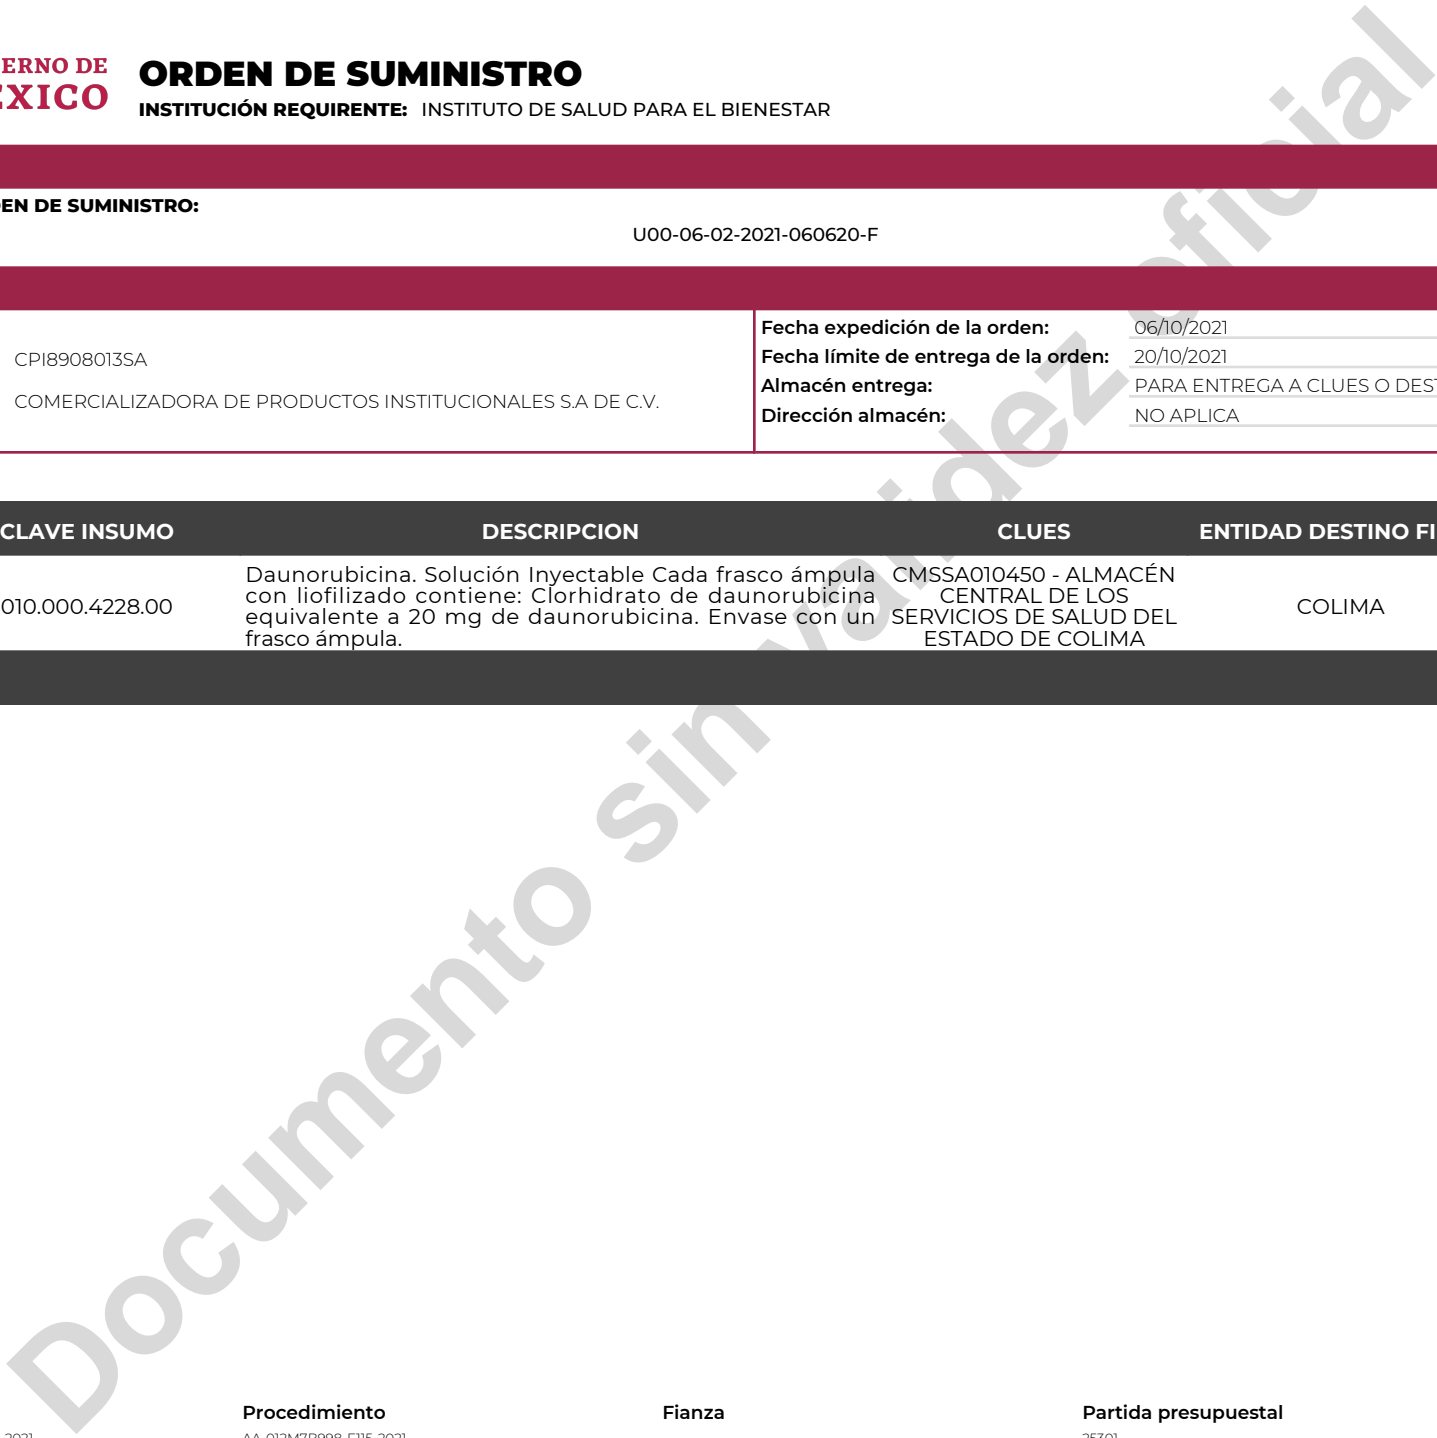 ERNO DE
ORDEN DE SUMINISTRO
INSTITUCIÓN REQUIRENTE: INSTITUTO DE SALUD PARA EL BIENESTAR
EN DE SUMINISTRO:
U00-06-02-2021-060620-F
CPI8908013SA
COMERCIALIZADORA DE PRODUCTOS INSTITUCIONALES S.A DE C.V.
Fecha expedición de la orden: 06/10/2021
Fecha límite de entrega de la orden: 20/10/2021
Almacén entrega: PARA ENTREGA A CLUES O DEST
Dirección almacén: NO APLICA
CLAVE INSUMO DESCRIPCION CLUES ENTIDAD DESTINO FI
010.000.4228.00
Daunorubicina. Solución Inyectable Cada frasco ámpula
con liofilizado contiene: Clorhidrato de daunorubicina
equivalente a 20 mg de daunorubicina. Envase con un
frasco ámpula.
CMSSA010450 - ALMACÉN
CENTRAL DE LOS
SERVICIOS DE SALUD DEL
ESTADO DE COLIMA
COLIMA
Documento sin validez oficial
Procedimiento Fianza Partida presupuestal